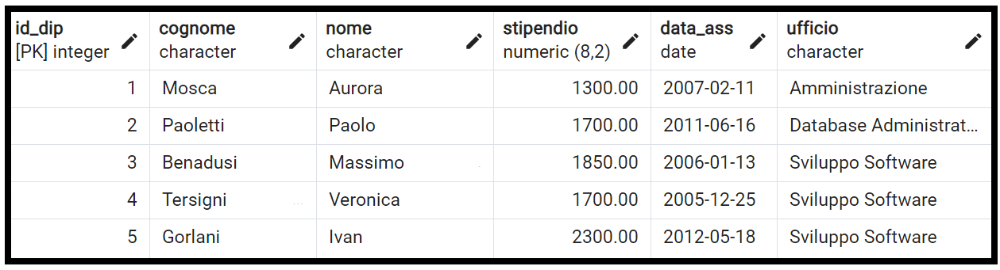 id_dip cognome nome stipendio data_ass ufficio
[PK] integer character character numeric (8,2) date character
1 Mosca Aurora 1300.00 2007-02-11 Amministrazione
2 Paoletti Paolo 1700.00 2011-06-16 Database Administrat...
3 Benadusi Massimo 1850.00 2006-01-13 Sviluppo Software
4 Tersigni Veronica 1700.00 2005-12-25 Sviluppo Software
5 Gorlani Ivan 2300.00 2012-05-18 Sviluppo Software